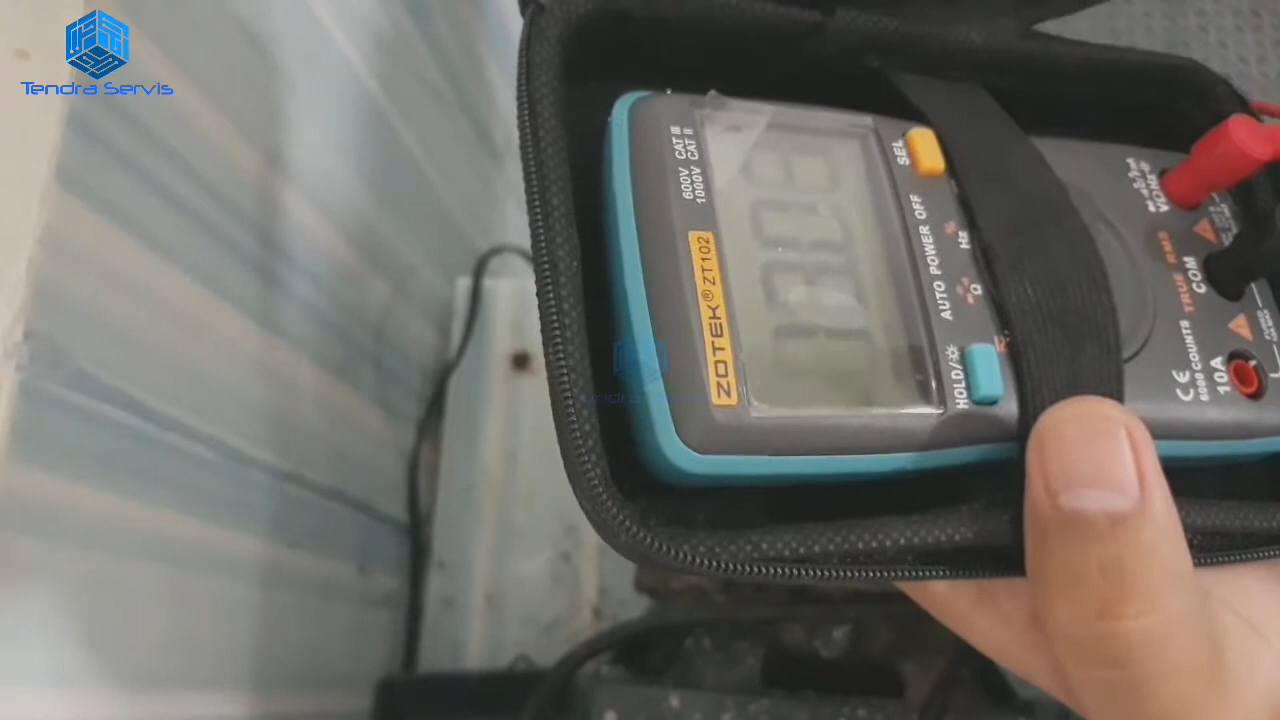 Tendra Servis
600V CAT III
1000V CAT II
ZOTEK® ZT102
SEL
AUTO POWER OFF
%
Hz
Ω
HOLD/
VΩHz
TRUE RMS
COM
CE
6000 COUNTS
10A